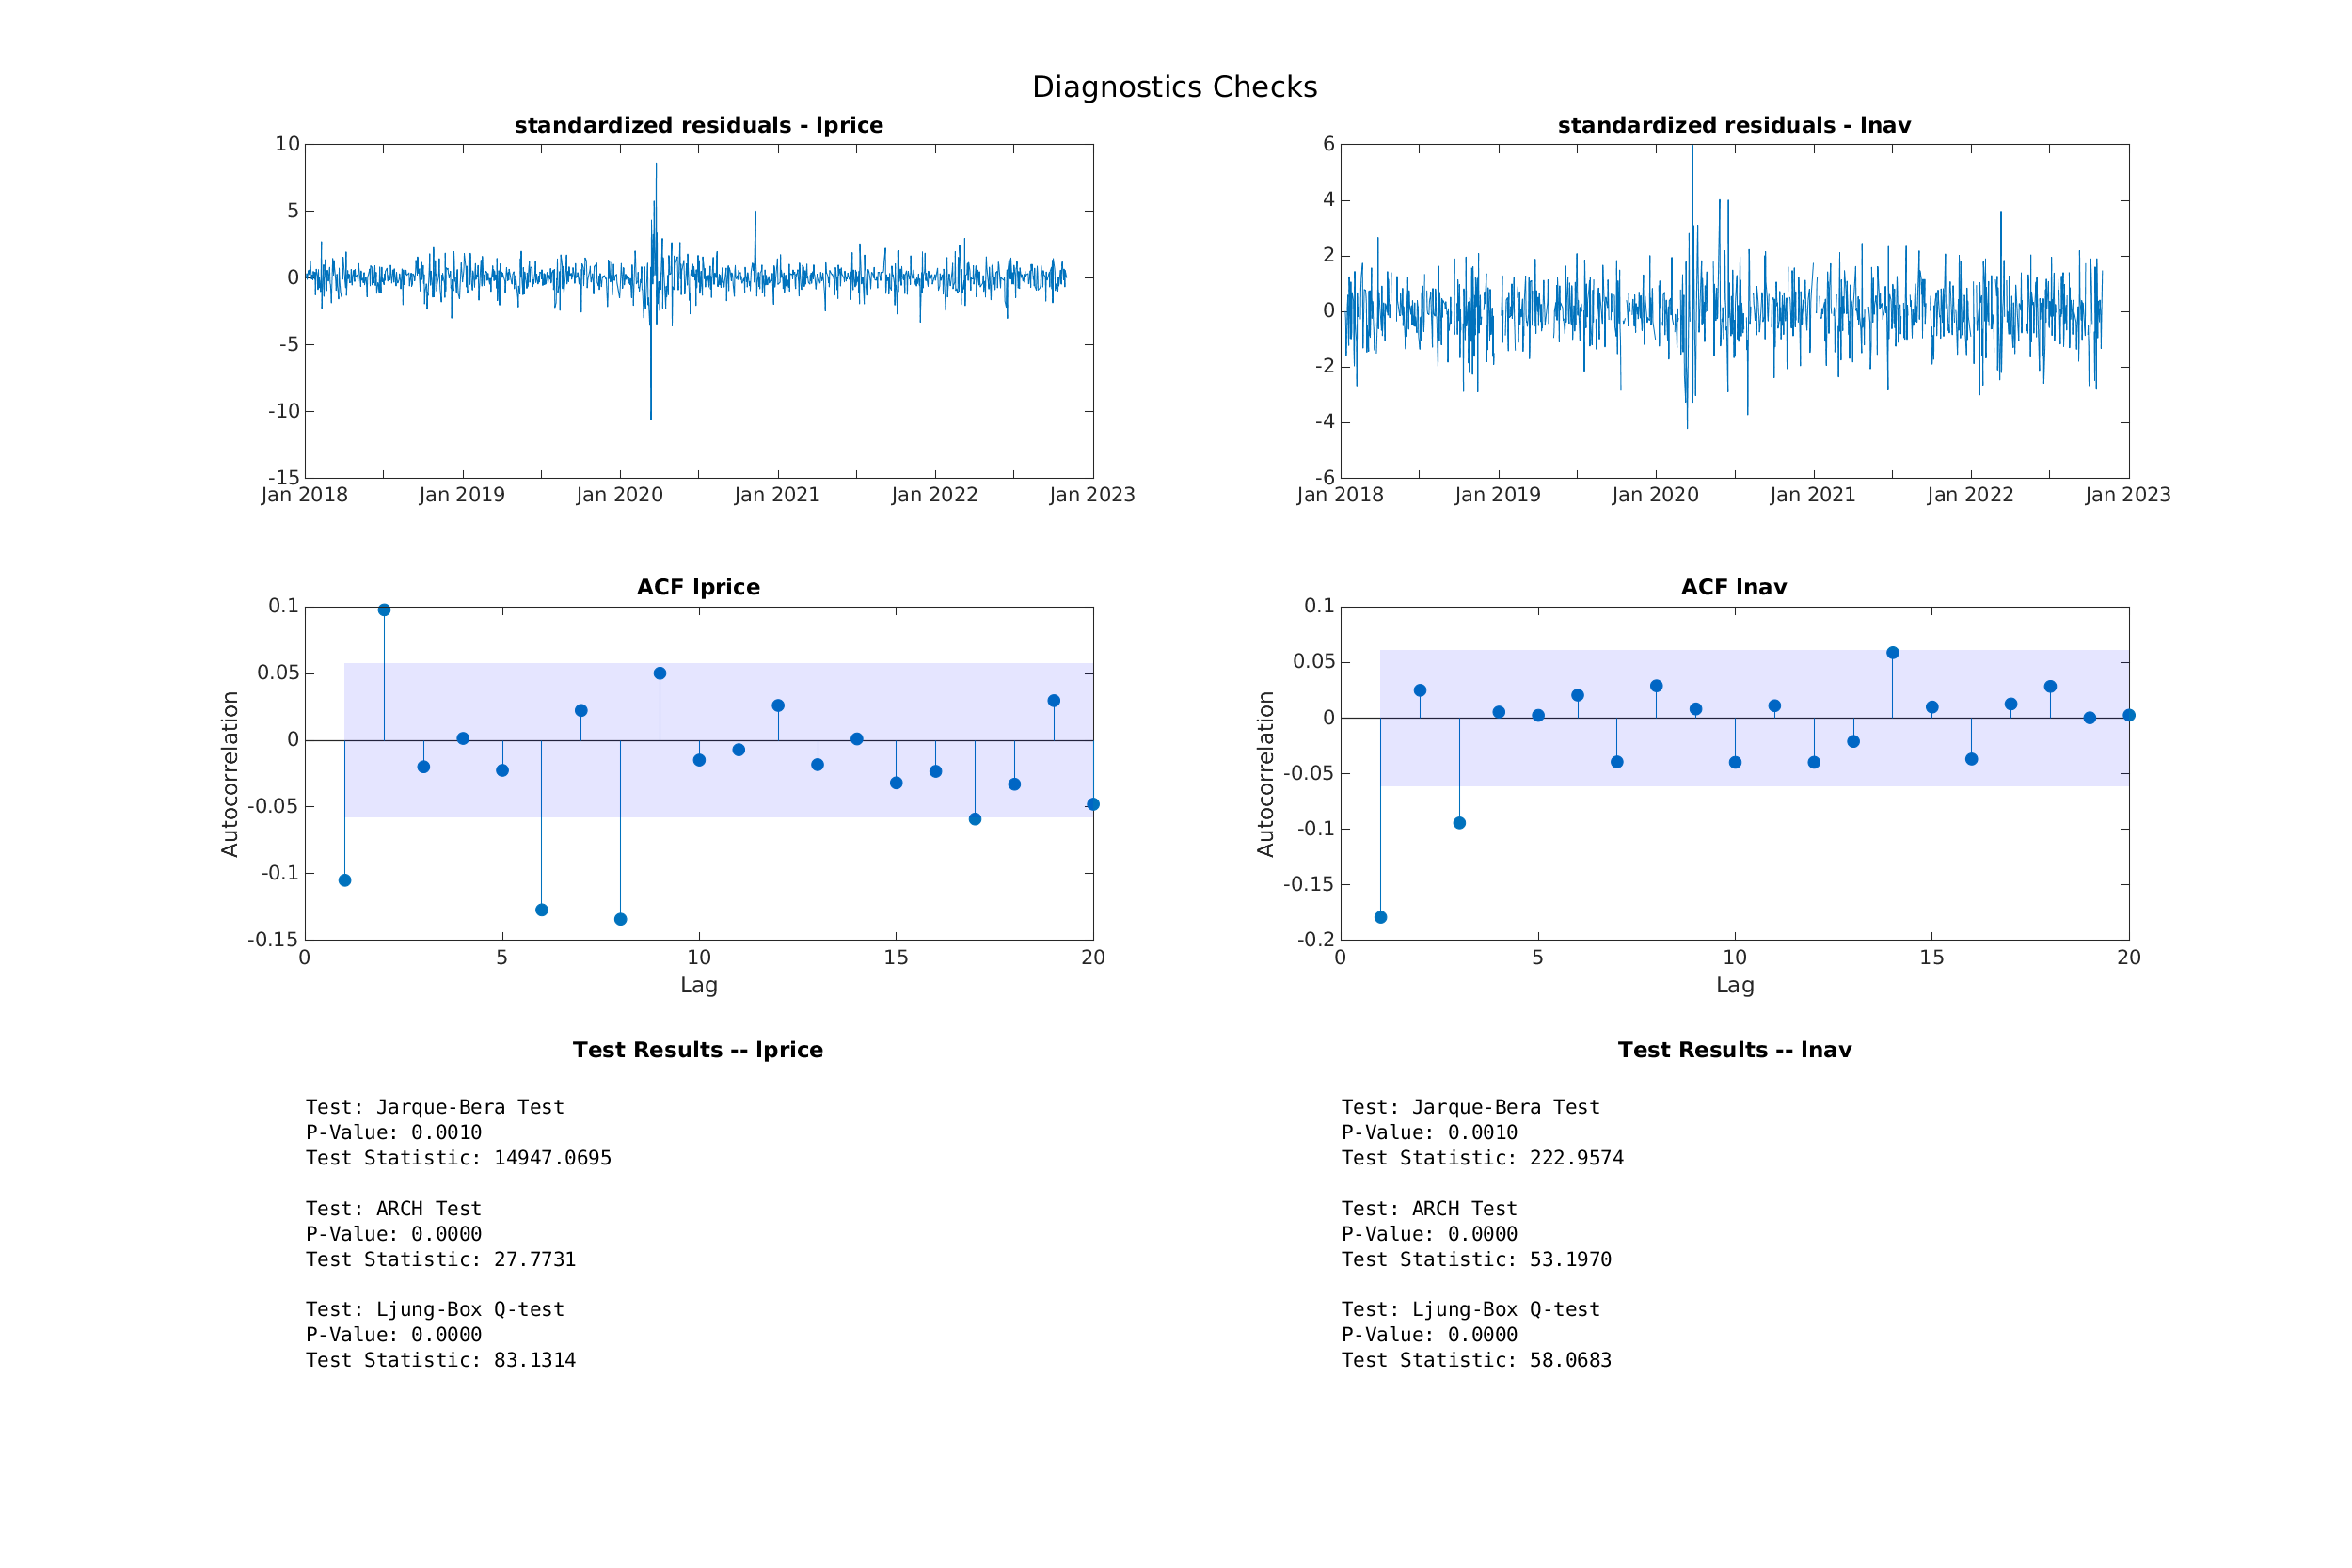 Diagnostics Checks
standardized residuals - lprice
10
5
0
-5
-10
-15
Jan 2018 Jan 2019 Jan 2020 Jan 2021 Jan 2022 Jan 2023
standardized residuals - lnav
6
4
2
0
-2
-4
-6
Jan 2018 Jan 2019 Jan 2020 Jan 2021 Jan 2022 Jan 2023
ACF lprice
Autocorrelation
0.1
0.05
0
-0.05
-0.1
-0.15
0 5 10 15 20
Lag
ACF lnav
Autocorrelation
0.1
0.05
0
-0.05
-0.1
-0.15
-0.2
0 5 10 15 20
Lag
Test Results -- lprice
Test: Jarque-Bera Test
P-Value: 0.0010
Test Statistic: 14947.0695
Test: ARCH Test
P-Value: 0.0000
Test Statistic: 27.7731
Test: Ljung-Box Q-test
P-Value: 0.0000
Test Statistic: 83.1314
Test Results -- lnav
Test: Jarque-Bera Test
P-Value: 0.0010
Test Statistic: 222.9574
Test: ARCH Test
P-Value: 0.0000
Test Statistic: 53.1970
Test: Ljung-Box Q-test
P-Value: 0.0000
Test Statistic: 58.0683